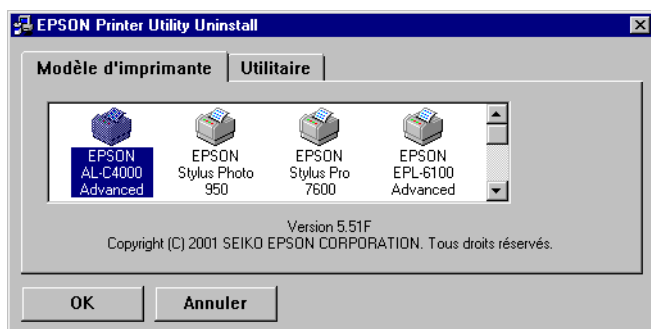 EPSON Printer Utility Uninstall
Modèle d'imprimante
Utilitaire
EPSON
AL-C4000
Advanced
EPSON
Stylus Photo
950
EPSON
Stylus Pro
7600
EPSON
EPL-6100
Advanced
Version 5.51F
Copyright (C) 2001 SEIKO EPSON CORPORATION. Tous droits réservés.
OK
Annuler